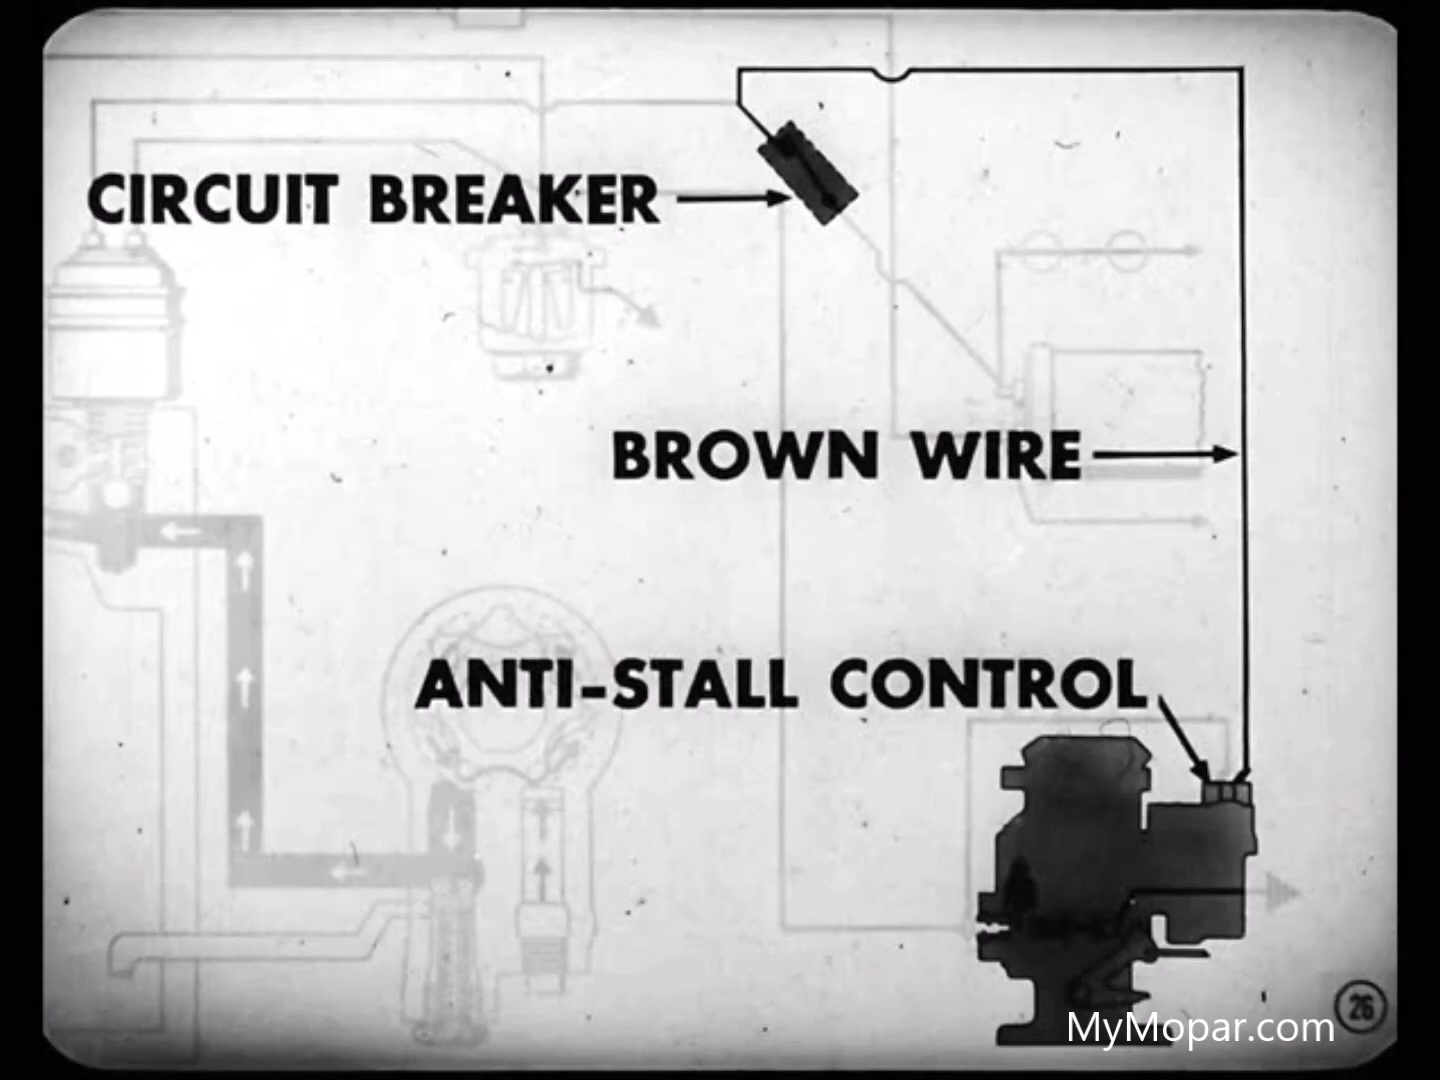 CIRCUIT BREAKER
BROWN WIRE
ANTI-STALL CONTROL
26
MyMopar.com